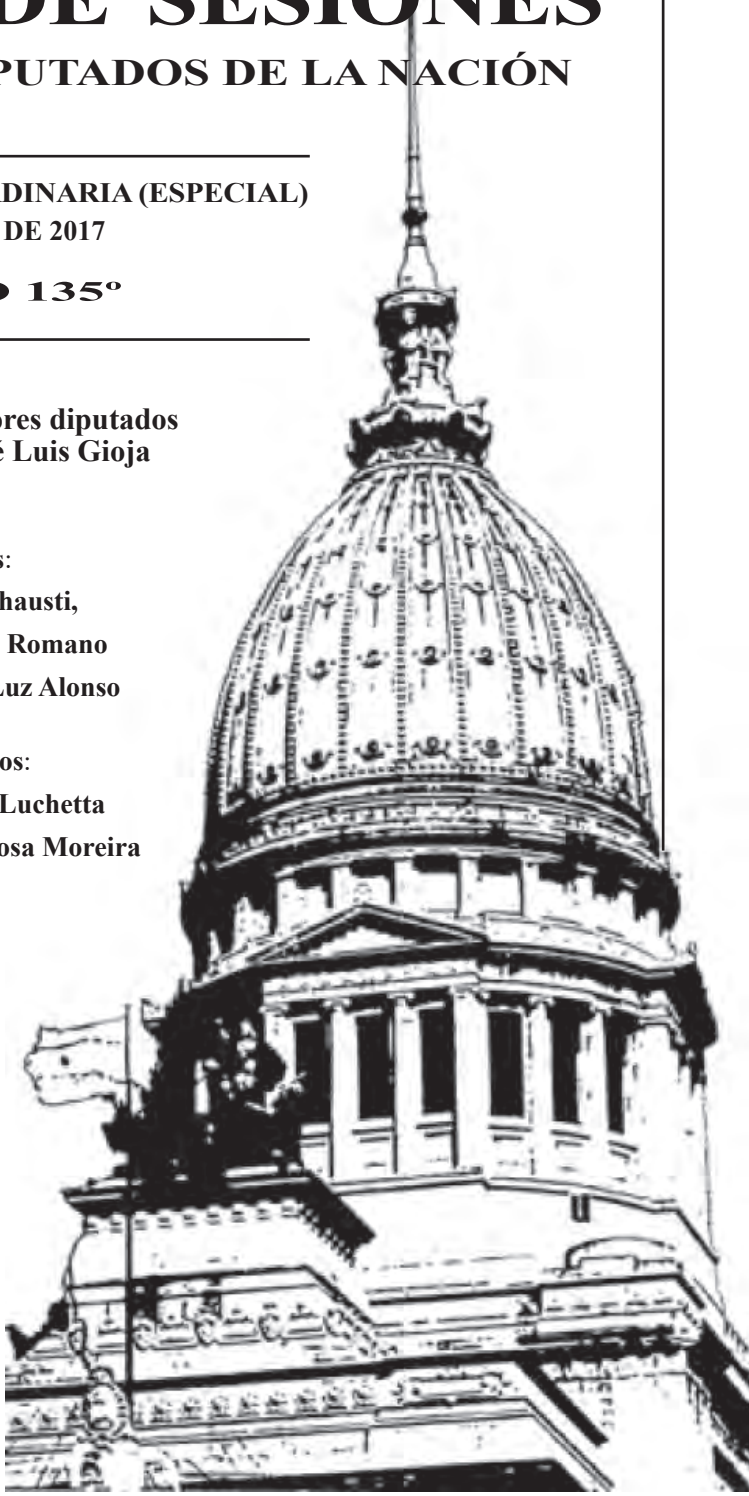 DE SESIONES
PUTADOS DE LA NACIÓN
DINARIA (ESPECIAL)
DE 2017
135º
ores diputados
é Luis Gioja
s:
hausti,
Romano
Luz Alonso
os:
Luchetta
osa Moreira